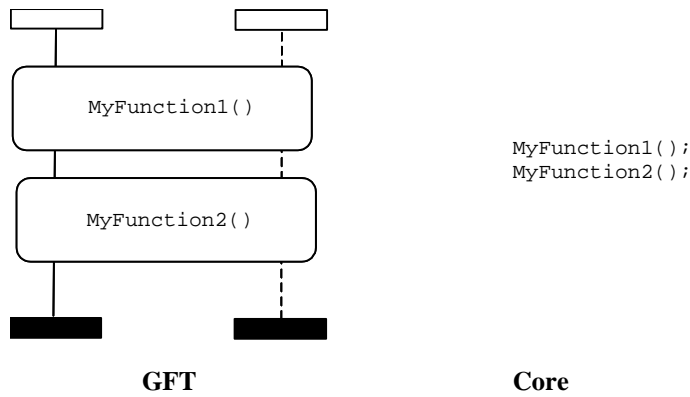 MyFunction1()
MyFunction2()
MyFunction1();
MyFunction2();
GFT
Core